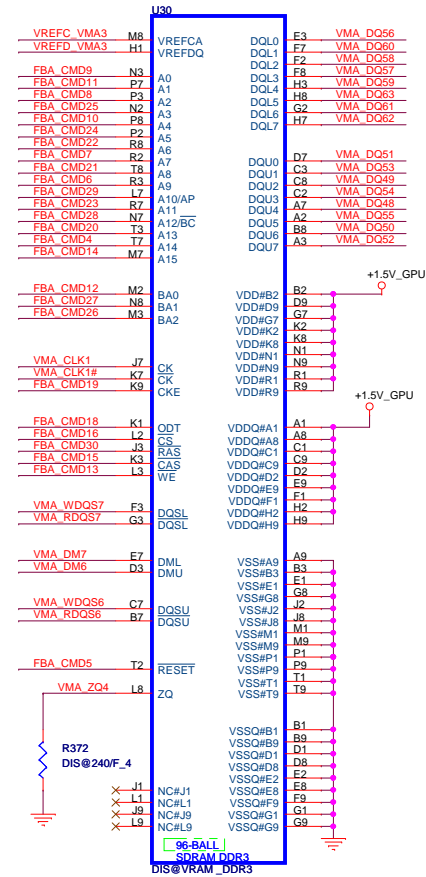 U30
VREFC_VMA3 M8 VREFCA
VREFD_VMA3 H1 VREFDQ
FBA_CMD9 N3 A0
FBA_CMD11 P7 A1
FBA_CMD8 P3 A2
FBA_CMD25 N2 A3
FBA_CMD10 P8 A4
FBA_CMD24 P2 A5
FBA_CMD22 R8 A6
FBA_CMD7 R2 A7
FBA_CMD21 T8 A8
FBA_CMD6 R3 A9
FBA_CMD29 L7 A10/AP
FBA_CMD23 R7 A11
FBA_CMD28 N7 A12/BC
FBA_CMD20 T3 A13
FBA_CMD4 T7 A14
FBA_CMD14 M7 A15
FBA_CMD12 M2 BA0
FBA_CMD27 N8 BA1
FBA_CMD26 M3 BA2
VMA_CLK1 J7 CK
VMA_CLK1# K7 CK
FBA_CMD19 K9 CKE
FBA_CMD18 K1 ODT
FBA_CMD16 L2 CS
FBA_CMD30 J3 RAS
FBA_CMD15 K3 CAS
FBA_CMD13 L3 WE
VMA_WDQS7 F3 DQSL
VMA_RDQS7 G3 DQSL
VMA_DM7 E7 DML
VMA_DM6 D3 DMU
VMA_WDQS6 C7 DQSU
VMA_RDQS6 B7 DQSU
FBA_CMD5 T2 RESET
VMA_ZQ4 L8 ZQ
R372
DIS@240/F_4
J1 NC#J1
L1 NC#L1
J9 NC#J9
L9 NC#L9
DQL0 E3 VMA_DQ56
DQL1 F7 VMA_DQ60
DQL2 F2 VMA_DQ58
DQL3 F8 VMA_DQ57
DQL4 H3 VMA_DQ59
DQL5 H8 VMA_DQ63
DQL6 G2 VMA_DQ61
DQL7 H7 VMA_DQ62
DQU0 D7 VMA_DQ51
DQU1 C3 VMA_DQ53
DQU2 C8 VMA_DQ49
DQU3 C2 VMA_DQ54
DQU4 A7 VMA_DQ48
DQU5 A2 VMA_DQ55
DQU6 B8 VMA_DQ50
DQU7 A3 VMA_DQ52
+1.5V_GPU
VDD#B2 B2
VDD#D9 D9
VDD#G7 G7
VDD#K2 K2
VDD#K8 K8
VDD#N1 N1
VDD#N9 N9
VDD#R1 R1
VDD#R9 R9
+1.5V_GPU
VDDQ#A1 A1
VDDQ#A8 A8
VDDQ#C1 C1
VDDQ#C9 C9
VDDQ#D2 D2
VDDQ#E9 E9
VDDQ#F1 F1
VDDQ#H2 H2
VDDQ#H9 H9
VSS#A9 A9
VSS#B3 B3
VSS#E1 E1
VSS#G8 G8
VSS#J2 J2
VSS#J8 J8
VSS#M1 M1
VSS#M9 M9
VSS#P1 P1
VSS#P9 P9
VSS#T1 T1
VSS#T9 T9
VSSQ#B1 B1
VSSQ#B9 B9
VSSQ#D1 D1
VSSQ#D8 D8
VSSQ#E2 E2
VSSQ#E8 E8
VSSQ#F9 F9
VSSQ#G1 G1
VSSQ#G9 G9
96-BALL
SDRAM DDR3
DIS@VRAM _DDR3